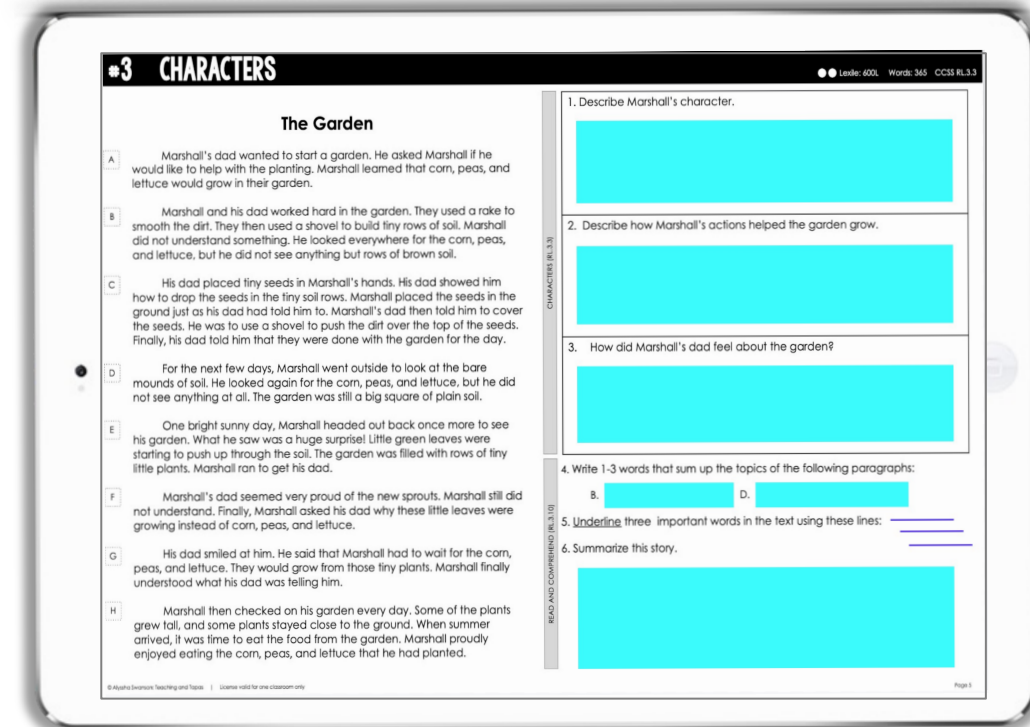 #3 CHARACTERS
Lexile: 600L Words: 365 CCSS RL.3.3
The Garden
A
Marshall's dad wanted to start a garden. He asked Marshall if he
would like to help with the planting. Marshall learned that corn, peas, and
lettuce would grow in their garden.
B
Marshall and his dad worked hard in the garden. They used a rake to
smooth the dirt. They then used a shovel to build tiny rows of soil. Marshall
did not understand something. He looked everywhere for the corn, peas,
and lettuce, but he did not see anything but rows of brown soil.
C
His dad placed tiny seeds in Marshall's hands. His dad showed him
how to drop the seeds in the tiny soil rows. Marshall placed the seeds in the
ground just as his dad had told him to. Marshall's dad then told him to cover
the seeds. He was to use a shovel to push the dirt over the top of the seeds.
Finally, his dad told him that they were done with the garden for the day.
D
For the next few days, Marshall went outside to look at the bare
mounds of soil. He looked again for the corn, peas, and lettuce, but he did
not see anything at all. The garden was still a big square of plain soil.
E
One bright sunny day, Marshall headed out back once more to see
his garden. What he saw was a huge surprise! Little green leaves were
starting to push up through the soil. The garden was filled with rows of tiny
little plants. Marshall ran to get his dad.
F
Marshall's dad seemed very proud of the new sprouts. Marshall still did
not understand. Finally, Marshall asked his dad why these little leaves were
growing instead of corn, peas, and lettuce.
G
His dad smiled at him. He said that Marshall had to wait for the corn,
peas, and lettuce. They would grow from those tiny plants. Marshall finally
understood what his dad was telling him.
H
Marshall then checked on his garden every day. Some of the plants
grew tall, and some plants stayed close to the ground. When summer
arrived, it was time to eat the food from the garden. Marshall proudly
enjoyed eating the corn, peas, and lettuce that he had planted.
CHARACTERS (RL.3.3)
1. Describe Marshall's character.
2. Describe how Marshall's actions helped the garden grow.
3. How did Marshall's dad feel about the garden?
READ AND COMPREHEND (RL.3.10)
4. Write 1-3 words that sum up the topics of the following paragraphs:
B. D.
5. Underline three important words in the text using these lines:
6. Summarize this story.
© Alyssha Swanson Teaching and Tapas | License valid for one classroom only
Page 3